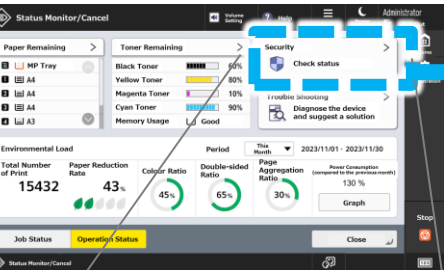 Status Monitor/Cancel
Volume Setting
Help
Administrator
Paper Remaining
MP Tray
A4
A4
A4
A3
Toner Remaining
Black Toner 60%
Yellow Toner 80%
Magenta Toner 10%
Cyan Toner 90%
Memory Usage Good
Security
Check status
Trouble Shooting
Diagnose the device
and suggest a solution
Environmental Load
Period
This Month
2023/11/01 - 2023/11/30
Total Number of Print
15432
Paper Reduction Rate
43%
Colour Ratio
45%
Double-sided Ratio
65%
Page Aggregation Ratio
30%
Power Consumption
(compared to the previous month)
130 %
Graph
Job Status
Operation Status
Close
Stop
Status Monitor/Cancel